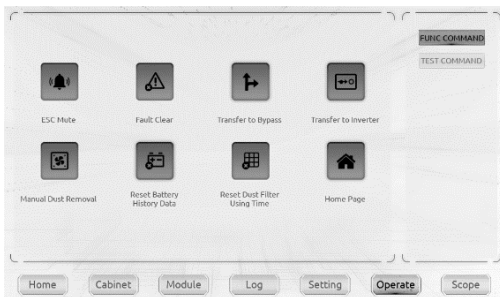 FUNC COMMAND
TEST COMMAND
ESC Mute
Fault Clear
Transfer to Bypass
Transfer to Inverter
Manual Dust Removal
Reset Battery
History Data
Reset Dust Filter
Using Time
Home Page
Home
Cabinet
Module
Log
Setting
Operate
Scope